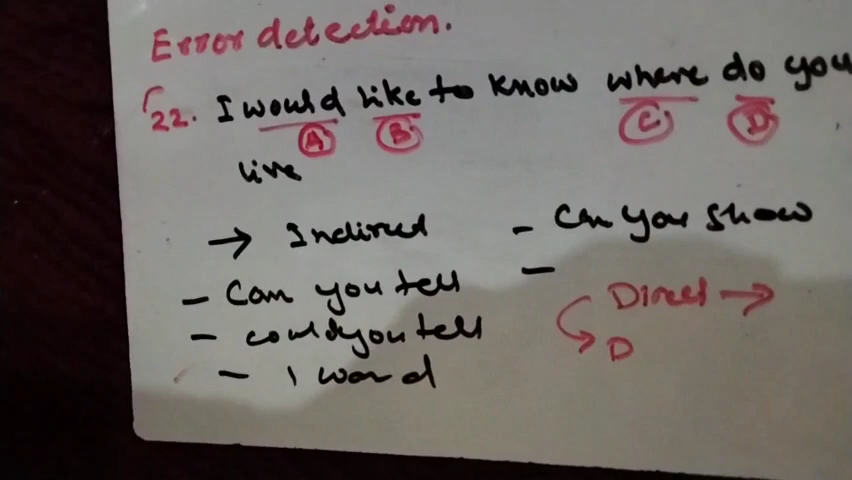 Error detection.
22. I would like to know where do you
A B C D
live
→ Indirect - Can you show
- Can you tell -
- could you tell Direct →
- I D